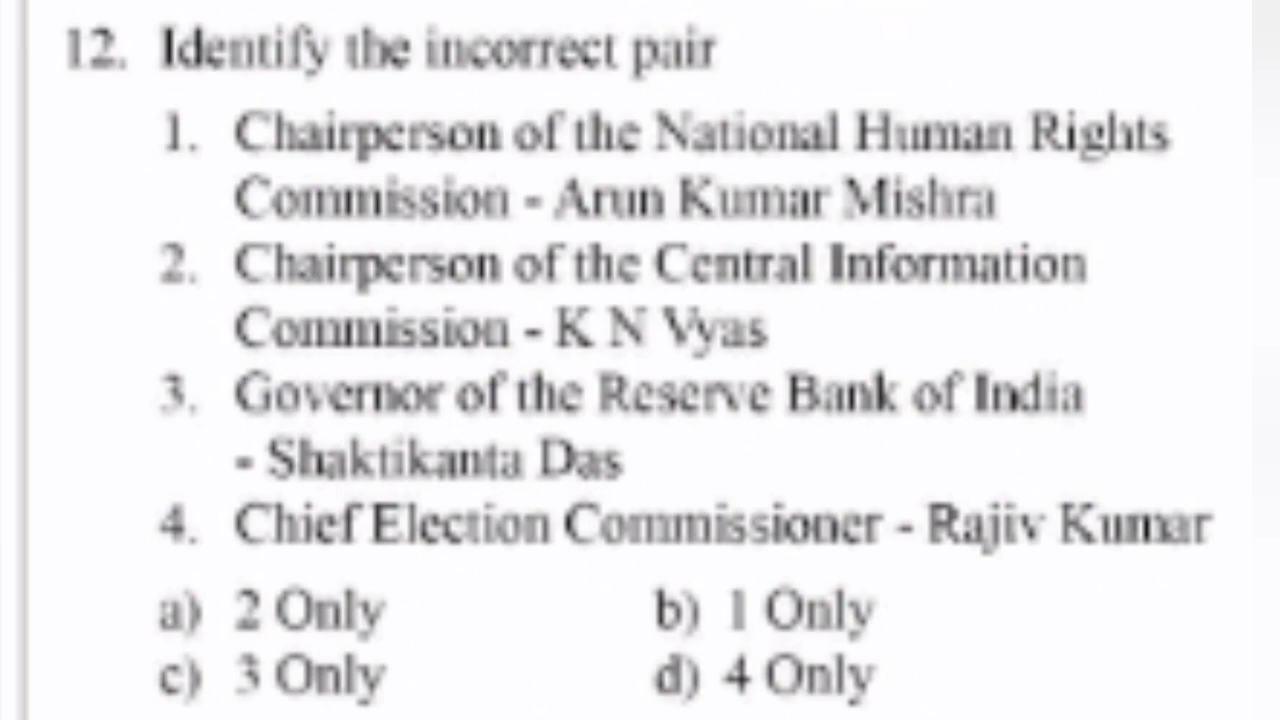 12. Identify the incorrect pair
1. Chairperson of the National Human Rights
Commission - Arun Kumar Mishra
2. Chairperson of the Central Information
Commission - K N Vyas
3. Governor of the Reserve Bank of India
- Shaktikanta Das
4. Chief Election Commissioner - Rajiv Kumar
a) 2 Only b) 1 Only
c) 3 Only d) 4 Only